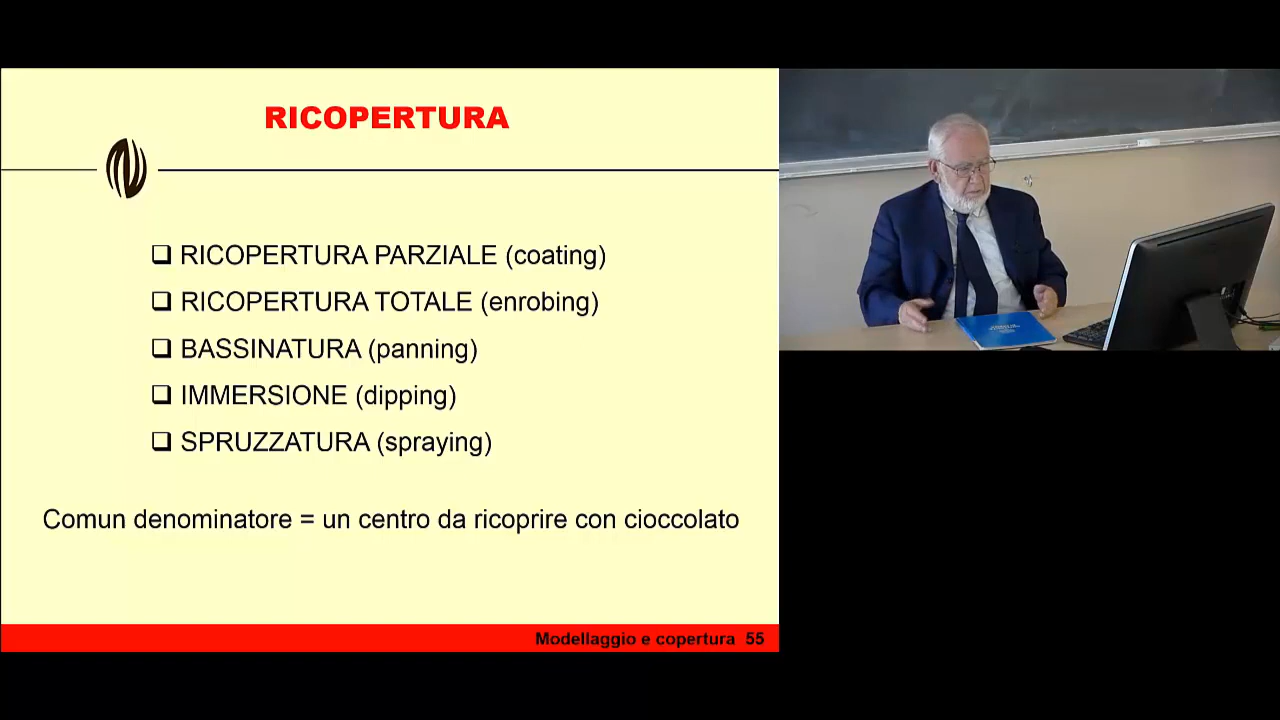 RICOPERTURA
RICOPERTURA PARZIALE (coating)
RICOPERTURA TOTALE (enrobing)
BASSINATURA (panning)
IMMERSIONE (dipping)
SPRUZZATURA (spraying)
Comun denominatore = un centro da ricoprire con cioccolato
Modellaggio e copertura 55